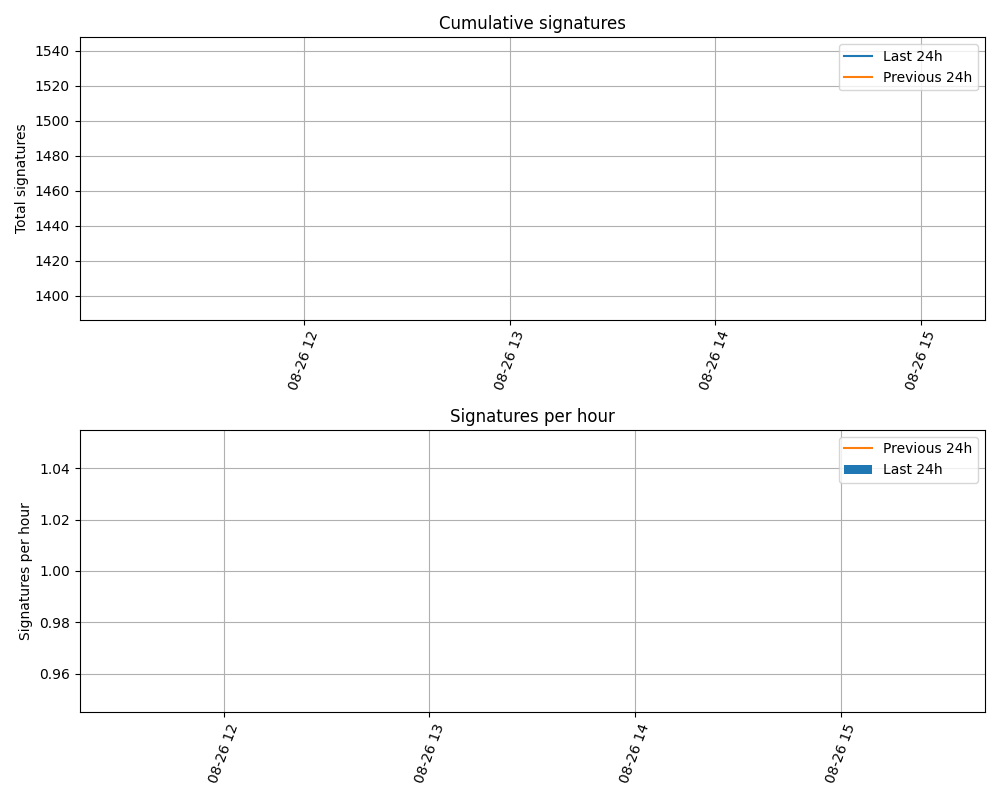 Cumulative signatures
Total signatures
1540
1520
1500
1480
1460
1440
1420
1400
Last 24h
Previous 24h
08-26 12
08-26 13
08-26 14
08-26 15
Signatures per hour
Signatures per hour
1.04
1.02
1.00
0.98
0.96
Previous 24h
Last 24h
08-26 12
08-26 13
08-26 14
08-26 15